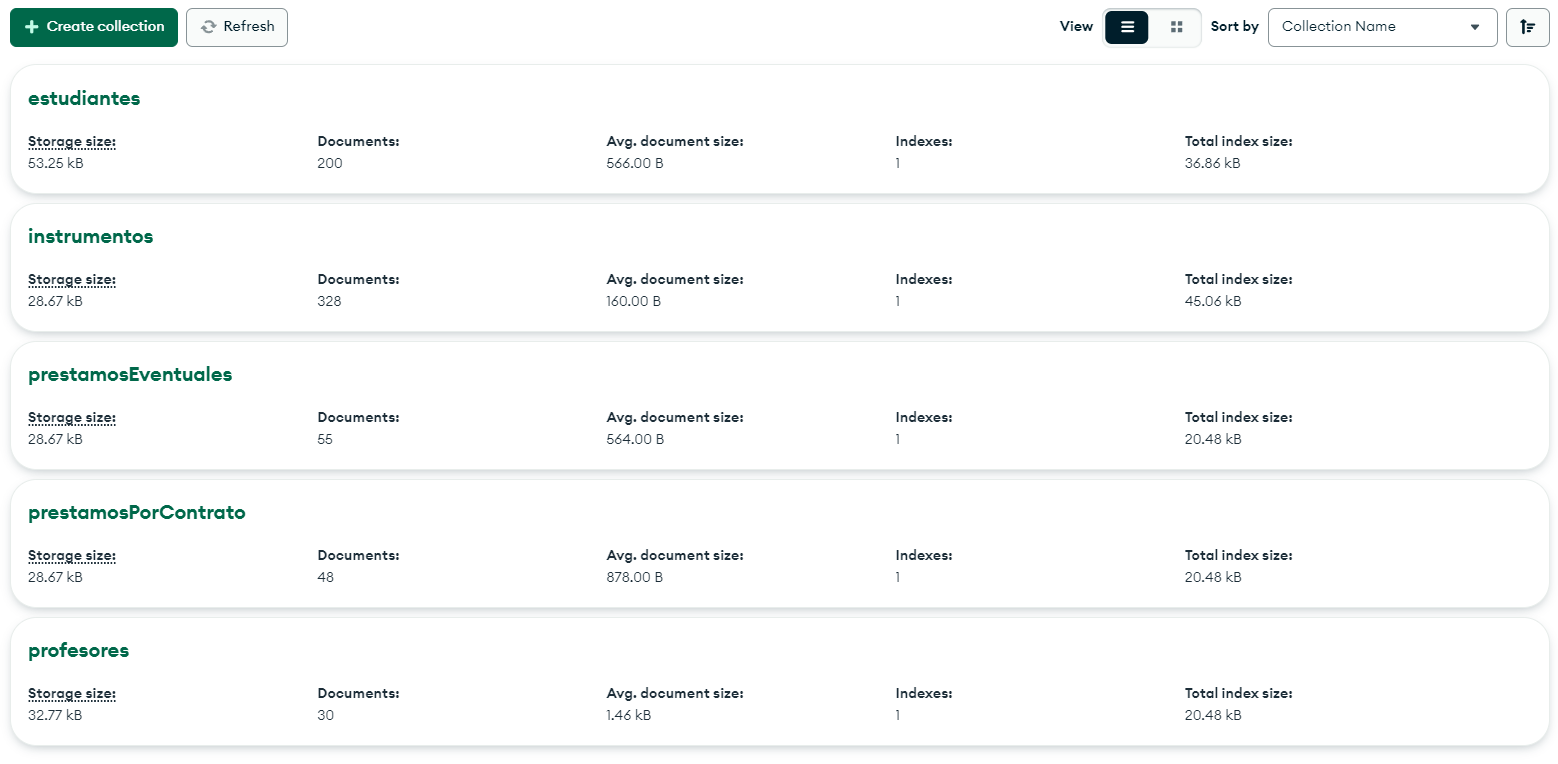 Create collection Refresh View Sort by Collection Name
estudiantes
Storage size: Documents: Avg. document size: Indexes: Total index size:
53.25 kB 200 566.00 B 1 36.86 kB
instrumentos
Storage size: Documents: Avg. document size: Indexes: Total index size:
28.67 kB 328 160.00 B 1 45.06 kB
prestamosEventuales
Storage size: Documents: Avg. document size: Indexes: Total index size:
28.67 kB 55 564.00 B 1 20.48 kB
prestamosPorContrato
Storage size: Documents: Avg. document size: Indexes: Total index size:
28.67 kB 48 878.00 B 1 20.48 kB
profesores
Storage size: Documents: Avg. document size: Indexes: Total index size:
32.77 kB 30 1.46 kB 1 20.48 kB